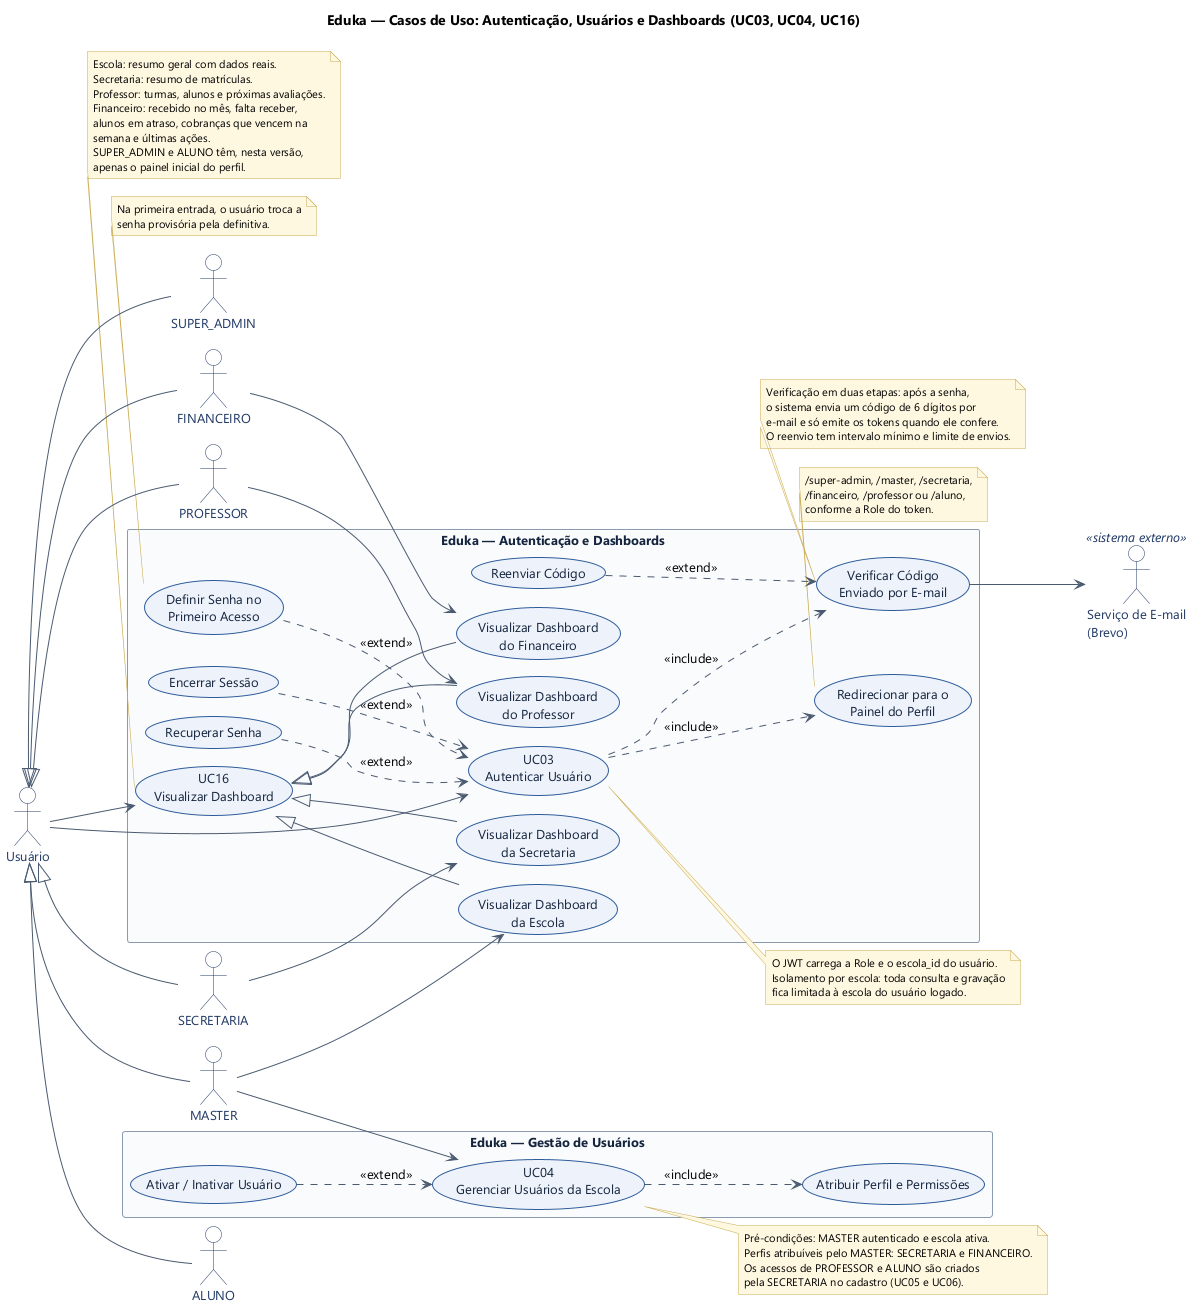 Eduka — Casos de Uso: Autenticação, Usuários e Dashboards (UC03, UC04, UC16)
Escola: resumo geral com dados reais.
Secretaria: resumo de matrículas.
Professor: turmas, alunos e próximas avaliações.
Financeiro: recebido no mês, falta receber,
alunos em atraso, cobranças que vencem na
semana e últimas ações.
SUPER_ADMIN e ALUNO têm, nesta versão,
apenas o painel inicial do perfil.
Na primeira entrada, o usuário troca a
senha provisória pela definitiva.
SUPER_ADMIN
FINANCEIRO
PROFESSOR
Verificação em duas etapas: após a senha,
o sistema envia um código de 6 dígitos por
e-mail e só emite os tokens quando ele confere.
O reenvio tem intervalo mínimo e limite de envios.
/super-admin, /master, /secretaria,
/financeiro, /professor ou /aluno,
conforme a Role do token.
Eduka — Autenticação e Dashboards
«sistema externo»
Serviço de E-mail
(Brevo)
Reenviar Código
«extend»
Verificar Código
Enviado por E-mail
Definir Senha no
Primeiro Acesso
«extend»
Visualizar Dashboard
do Financeiro
«include»
Encerrar Sessão
«extend»
Visualizar Dashboard
do Professor
Redirecionar para o
Painel do Perfil
«include»
Recuperar Senha
«extend»
UC03
Autenticar Usuário
UC16
Visualizar Dashboard
Usuário
Visualizar Dashboard
da Secretaria
Visualizar Dashboard
da Escola
O JWT carrega a Role e o escola_id do usuário.
Isolamento por escola: toda consulta e gravação
fica limitada à escola do usuário logado.
SECRETARIA
MASTER
Eduka — Gestão de Usuários
Ativar / Inativar Usuário
«extend»
UC04
Gerenciar Usuários da Escola
«include»
Atribuir Perfil e Permissões
Pré-condições: MASTER autenticado e escola ativa.
Perfis atribuíveis pelo MASTER: SECRETARIA e FINANCEIRO.
Os acessos de PROFESSOR e ALUNO são criados
pela SECRETARIA no cadastro (UC05 e UC06).
ALUNO